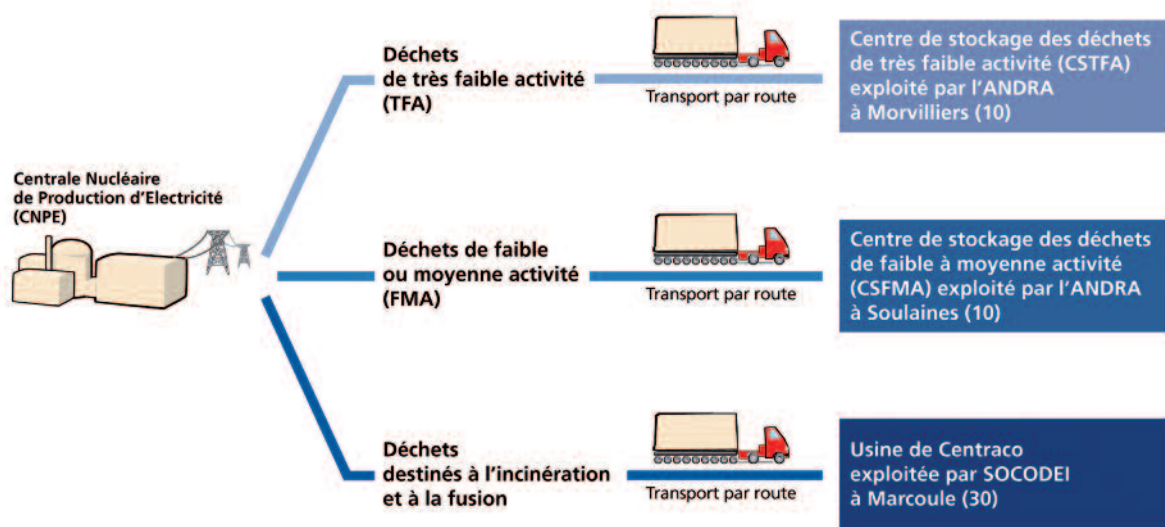 Centrale Nucléaire
de Production d'Electricité
(CNPE)
Déchets
de très faible activité
(TFA)
Transport par route
Centre de stockage des déchets
de très faible activité (CSTFA)
exploité par l'ANDRA
à Morvilliers (10)
Déchets de faible
ou moyenne activité
(FMA)
Transport par route
Centre de stockage des déchets
de faible à moyenne activité
(CSFMA) exploité par l'ANDRA
à Soulaines (10)
Déchets
destinés à l'incinération
et à la fusion
Transport par route
Usine de Centraco
exploitée par SOCODEI
à Marcoule (30)